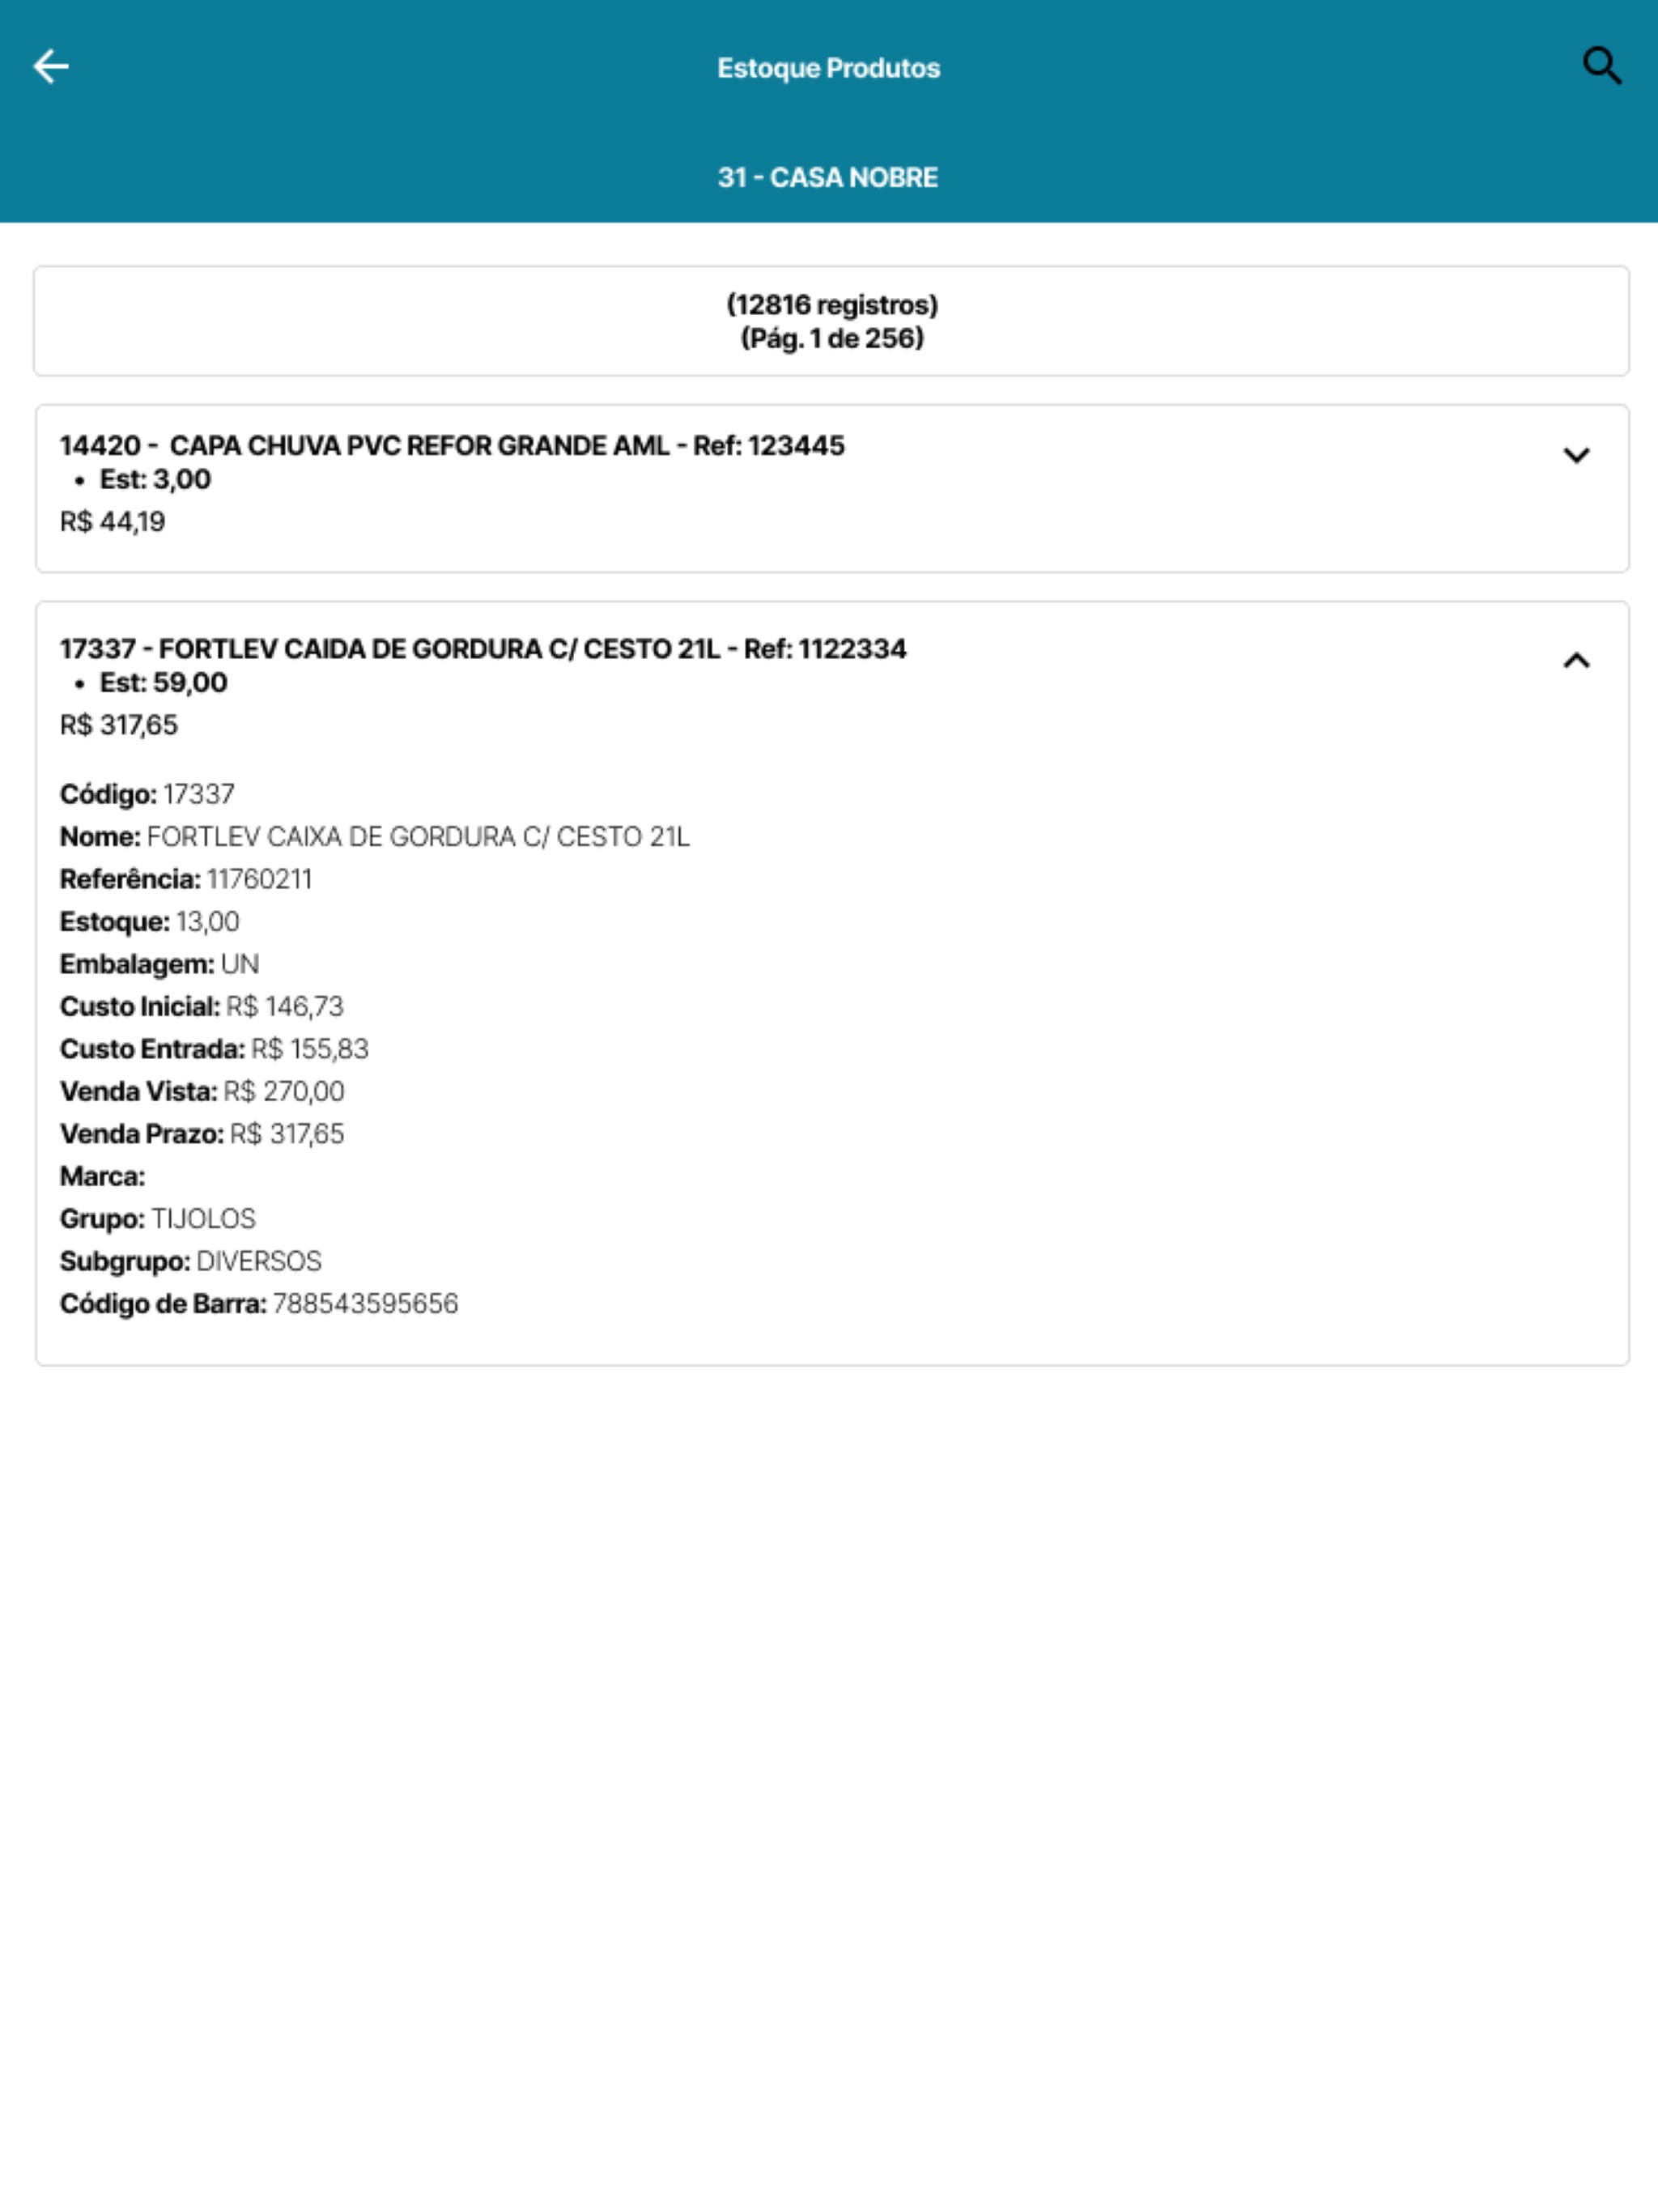 Estoque Produtos
31 - CASA NOBRE
(12816 registros)
(Pág. 1 de 256)
14420 - CAPA CHUVA PVC REFOR GRANDE AML - Ref: 123445
• Est: 3,00
R$ 44,19
17337 - FORTLEV CAIDA DE GORDURA C/ CESTO 21L - Ref: 1122334
• Est: 59,00
R$ 317,65
Código: 17337
Nome: FORTLEV CAIXA DE GORDURA C/ CESTO 21L
Referência: 11760211
Estoque: 13,00
Embalagem: UN
Custo Inicial: R$ 146,73
Custo Entrada: R$ 155,83
Venda Vista: R$ 270,00
Venda Prazo: R$ 317,65
Marca:
Grupo: TIJOLOS
Subgrupo: DIVERSOS
Código de Barra: 788543595656